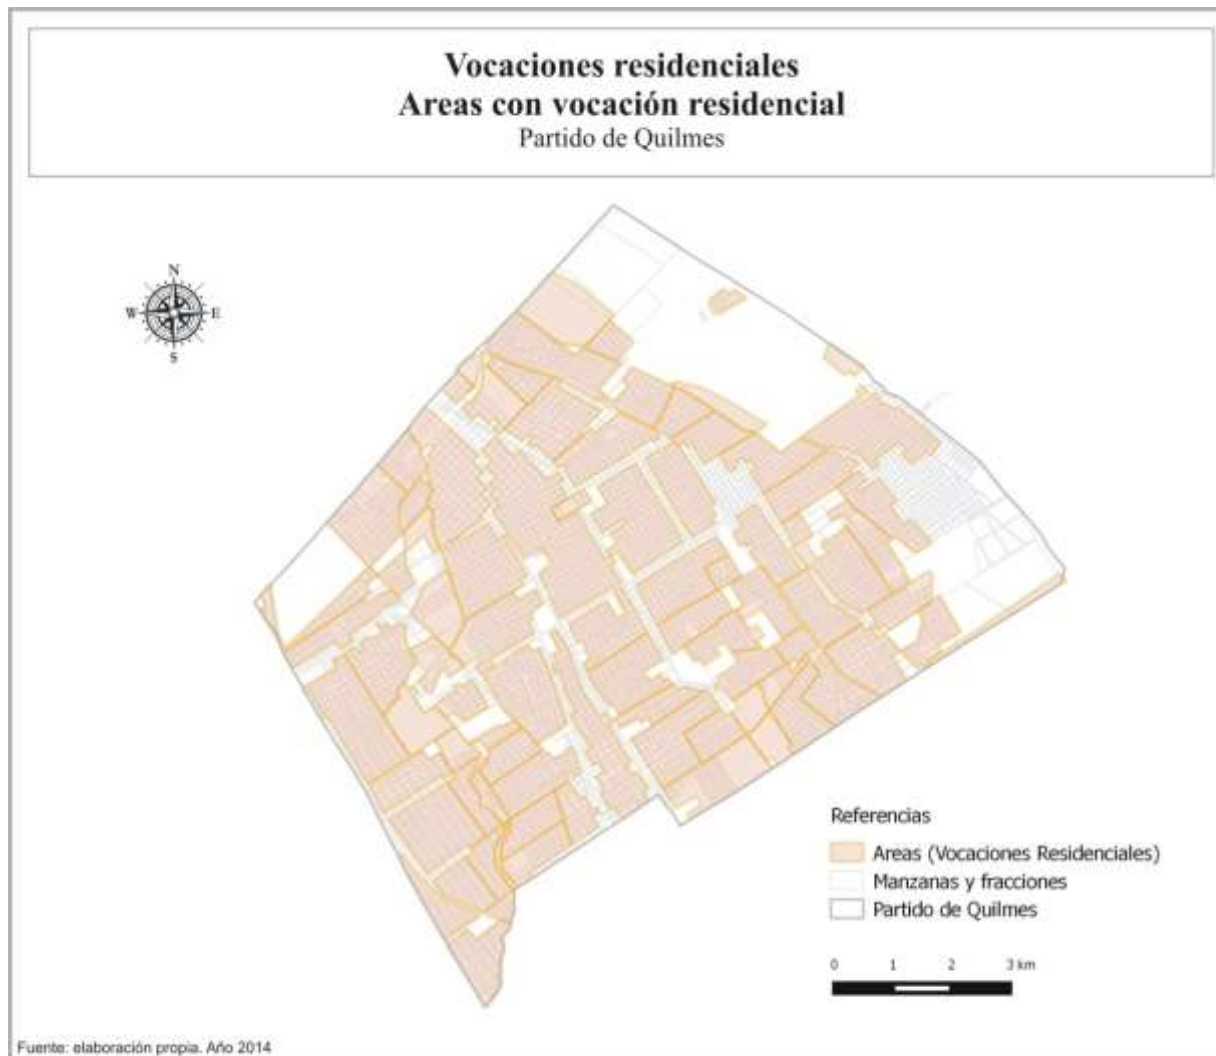 Vocaciones residenciales
Areas con vocación residencial
Partido de Quilmes
N
W E
S
Referencias
Areas (Vocaciones Residenciales)
Manzanas y fracciones
Partido de Quilmes
0 1 2 3 km
Fuente: elaboración propia. Año 2014